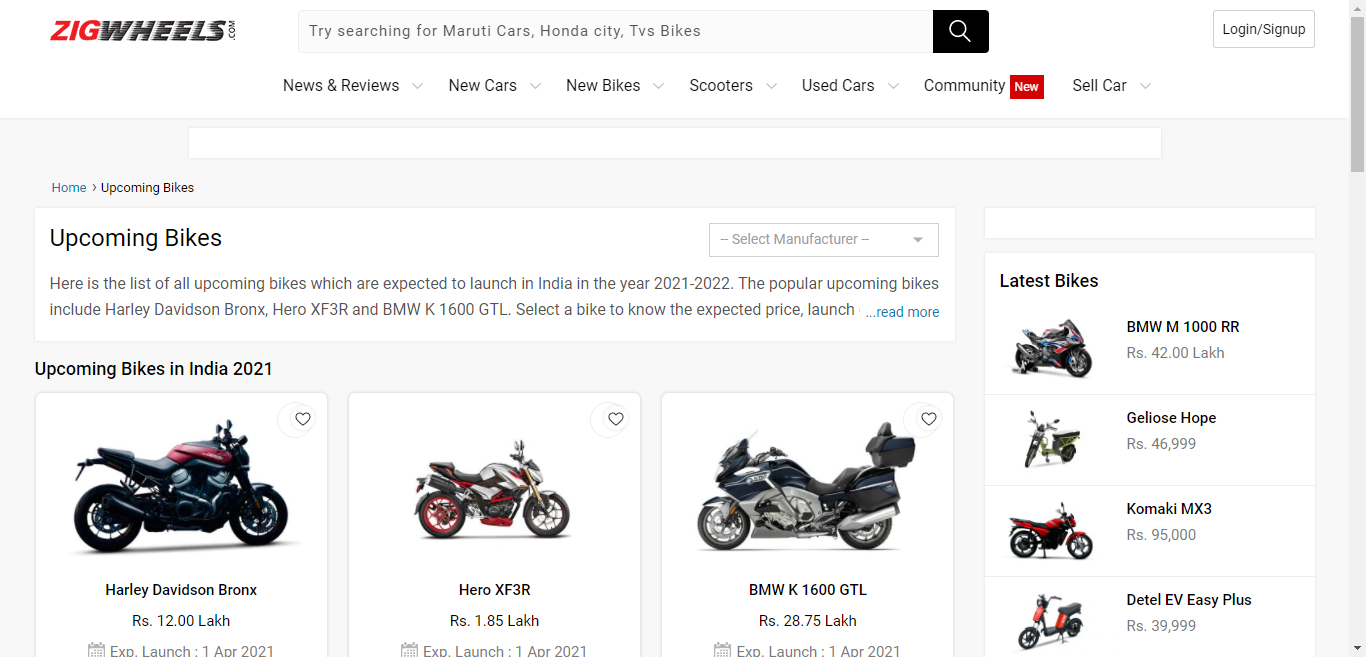 ZIGWHEELS.COM
Try searching for Maruti Cars, Honda city, Tvs Bikes
Login/Signup
News & Reviews New Cars New Bikes Scooters Used Cars Community New Sell Car
Home › Upcoming Bikes
Upcoming Bikes
-- Select Manufacturer --
Here is the list of all upcoming bikes which are expected to launch in India in the year 2021-2022. The popular upcoming bikes
include Harley Davidson Bronx, Hero XF3R and BMW K 1600 GTL. Select a bike to know the expected price, launch ...read more
Upcoming Bikes in India 2021
Harley Davidson Bronx
Rs. 12.00 Lakh
Exp. Launch : 1 Apr 2021
Hero XF3R
Rs. 1.85 Lakh
Exp. Launch : 1 Apr 2021
BMW K 1600 GTL
Rs. 28.75 Lakh
Exp. Launch : 1 Apr 2021
Latest Bikes
BMW M 1000 RR
Rs. 42.00 Lakh
Geliose Hope
Rs. 46,999
Komaki MX3
Rs. 95,000
Detel EV Easy Plus
Rs. 39,999